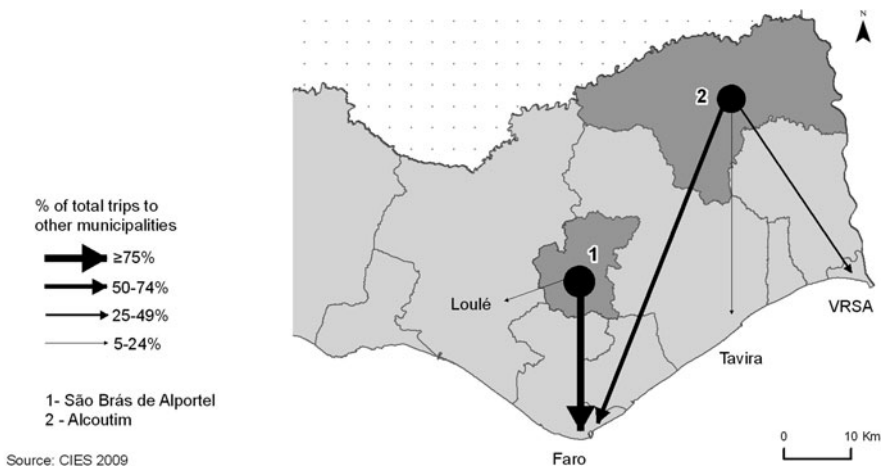 N
2
1
Loulé
VRSA
Tavira
Faro
0 10 Km
% of total trips to
other municipalities
≥75%
50-74%
25-49%
5-24%
1- São Brás de Alportel
2 - Alcoutim
Source: CIES 2009